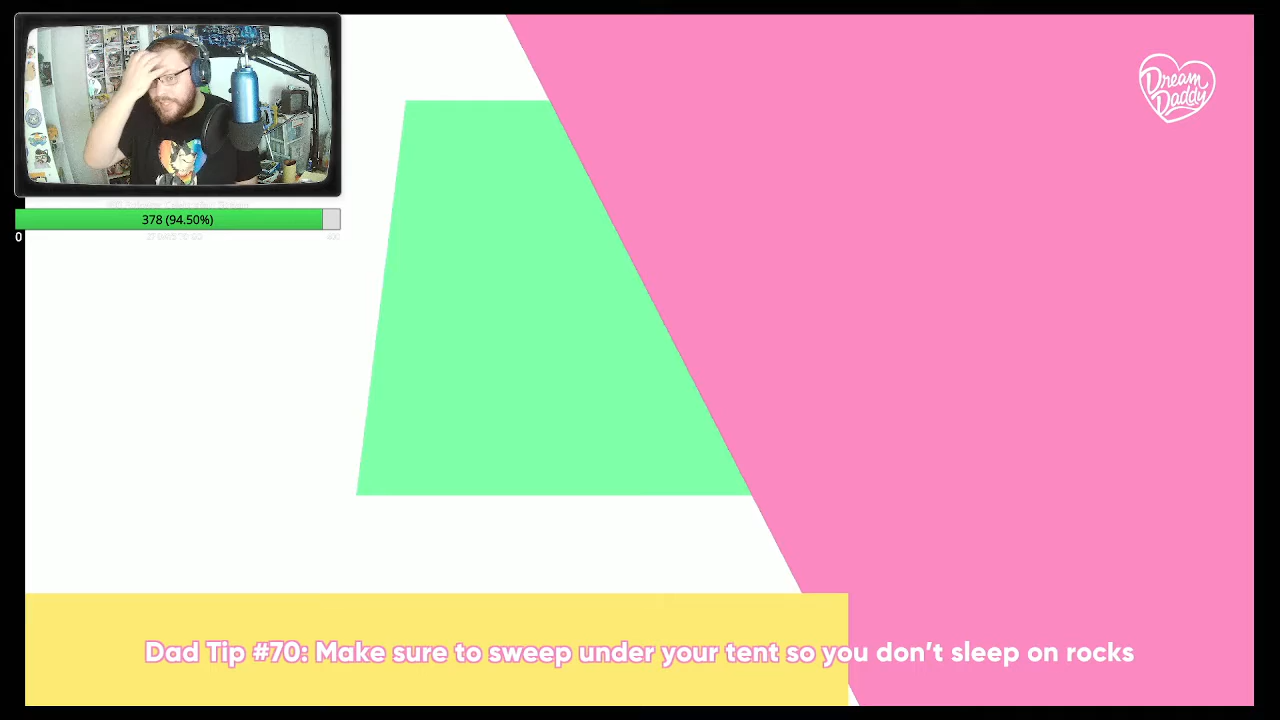 Dream
Daddy
378 (94.50%)
0
400
Dad Tip #70: Make sure to sweep under your tent so you don't sleep on rocks